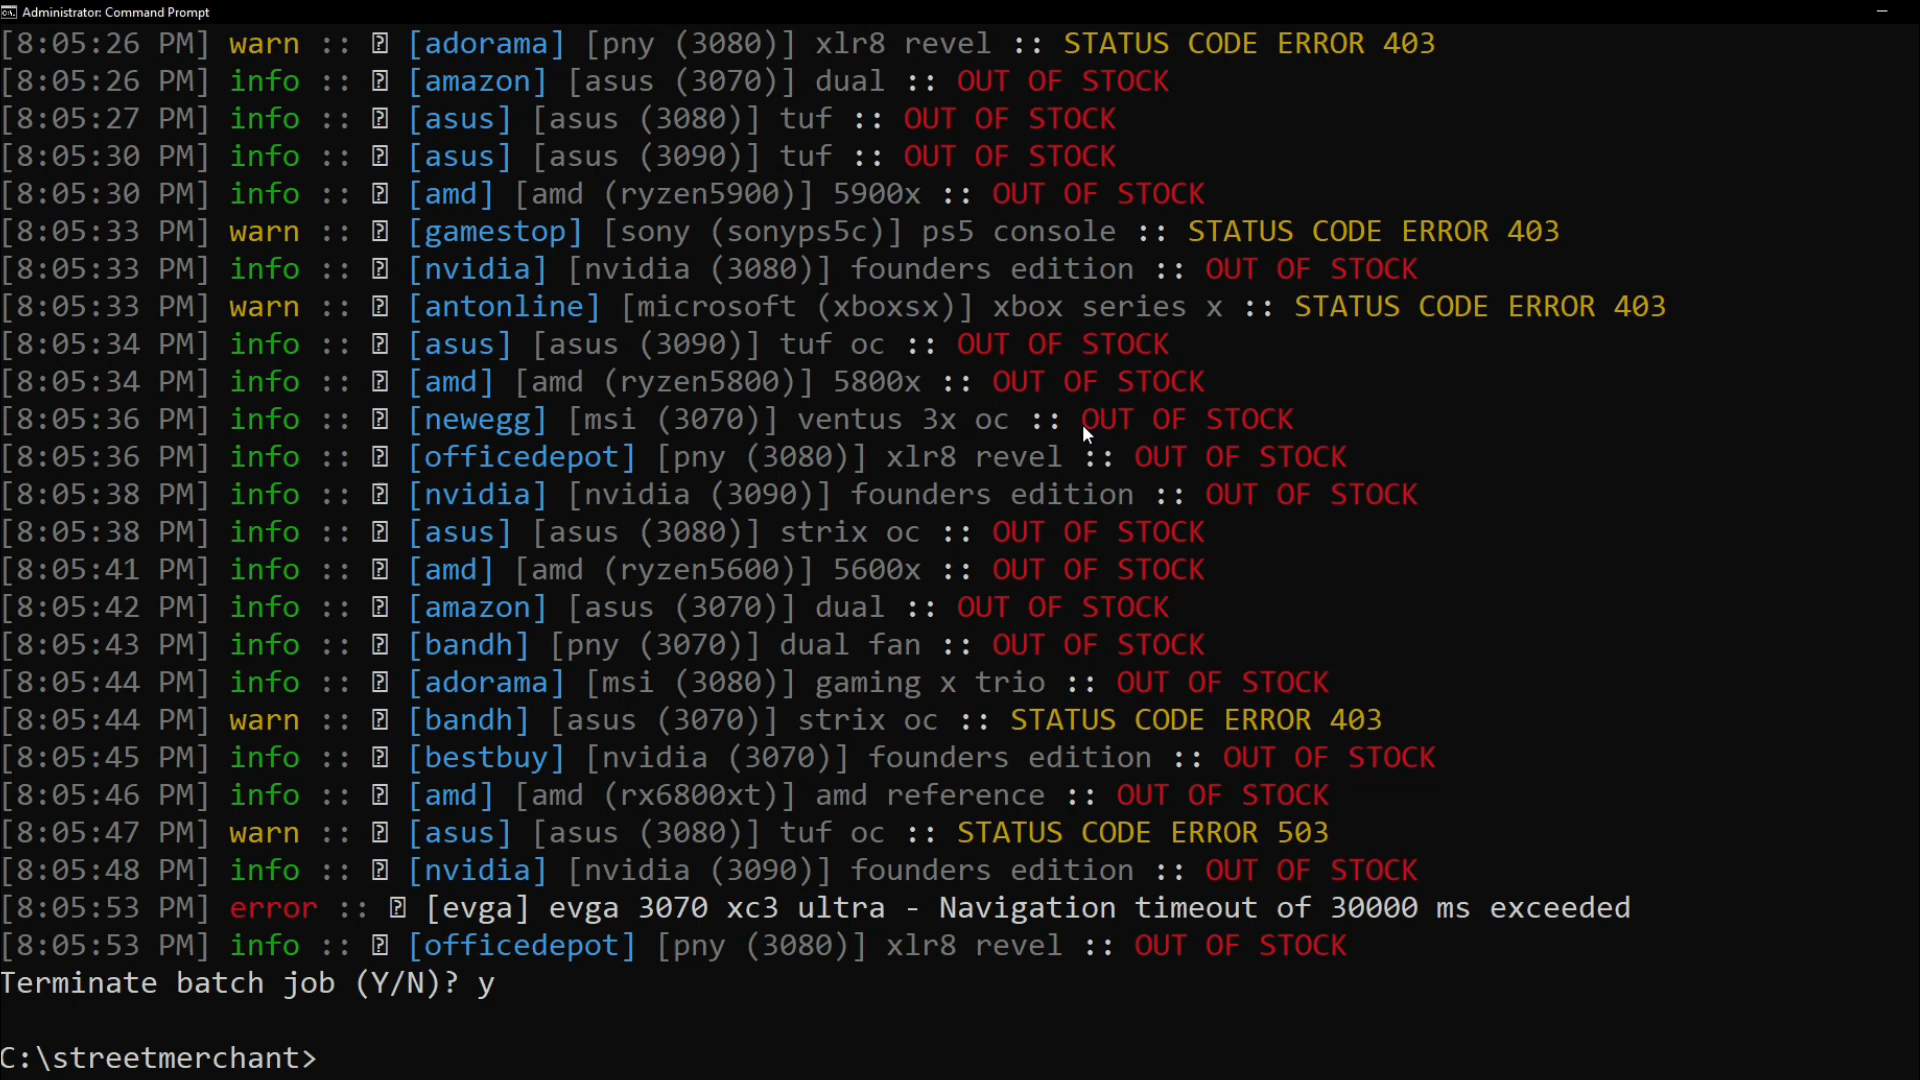 Administrator: Command Prompt
[8:05:26 PM] warn :: [adorama] [pny (3080)] xlr8 revel :: STATUS CODE ERROR 403
[8:05:26 PM] info :: [amazon] [asus (3070)] dual :: OUT OF STOCK
[8:05:27 PM] info :: [asus] [asus (3080)] tuf :: OUT OF STOCK
[8:05:30 PM] info :: [asus] [asus (3090)] tuf :: OUT OF STOCK
[8:05:30 PM] info :: [amd] [amd (ryzen5900)] 5900x :: OUT OF STOCK
[8:05:33 PM] warn :: [gamestop] [sony (sonyps5c)] ps5 console :: STATUS CODE ERROR 403
[8:05:33 PM] info :: [nvidia] [nvidia (3080)] founders edition :: OUT OF STOCK
[8:05:33 PM] warn :: [antonline] [microsoft (xboxsx)] xbox series x :: STATUS CODE ERROR 403
[8:05:34 PM] info :: [asus] [asus (3090)] tuf oc :: OUT OF STOCK
[8:05:34 PM] info :: [amd] [amd (ryzen5800)] 5800x :: OUT OF STOCK
[8:05:36 PM] info :: [newegg] [msi (3070)] ventus 3x oc :: OUT OF STOCK
[8:05:36 PM] info :: [officedepot] [pny (3080)] xlr8 revel :: OUT OF STOCK
[8:05:38 PM] info :: [nvidia] [nvidia (3090)] founders edition :: OUT OF STOCK
[8:05:38 PM] info :: [asus] [asus (3080)] strix oc :: OUT OF STOCK
[8:05:41 PM] info :: [amd] [amd (ryzen5600)] 5600x :: OUT OF STOCK
[8:05:42 PM] info :: [amazon] [asus (3070)] dual :: OUT OF STOCK
[8:05:43 PM] info :: [bandh] [pny (3070)] dual fan :: OUT OF STOCK
[8:05:44 PM] info :: [adorama] [msi (3080)] gaming x trio :: OUT OF STOCK
[8:05:44 PM] warn :: [bandh] [asus (3070)] strix oc :: STATUS CODE ERROR 403
[8:05:45 PM] info :: [bestbuy] [nvidia (3070)] founders edition :: OUT OF STOCK
[8:05:46 PM] info :: [amd] [amd (rx6800xt)] amd reference :: OUT OF STOCK
[8:05:47 PM] warn :: [asus] [asus (3080)] tuf oc :: STATUS CODE ERROR 503
[8:05:48 PM] info :: [nvidia] [nvidia (3090)] founders edition :: OUT OF STOCK
[8:05:53 PM] error :: [evga] evga 3070 xc3 ultra - Navigation timeout of 30000 ms exceeded
[8:05:53 PM] info :: [officedepot] [pny (3080)] xlr8 revel :: OUT OF STOCK
Terminate batch job (Y/N)? y
C:\streetmerchant>